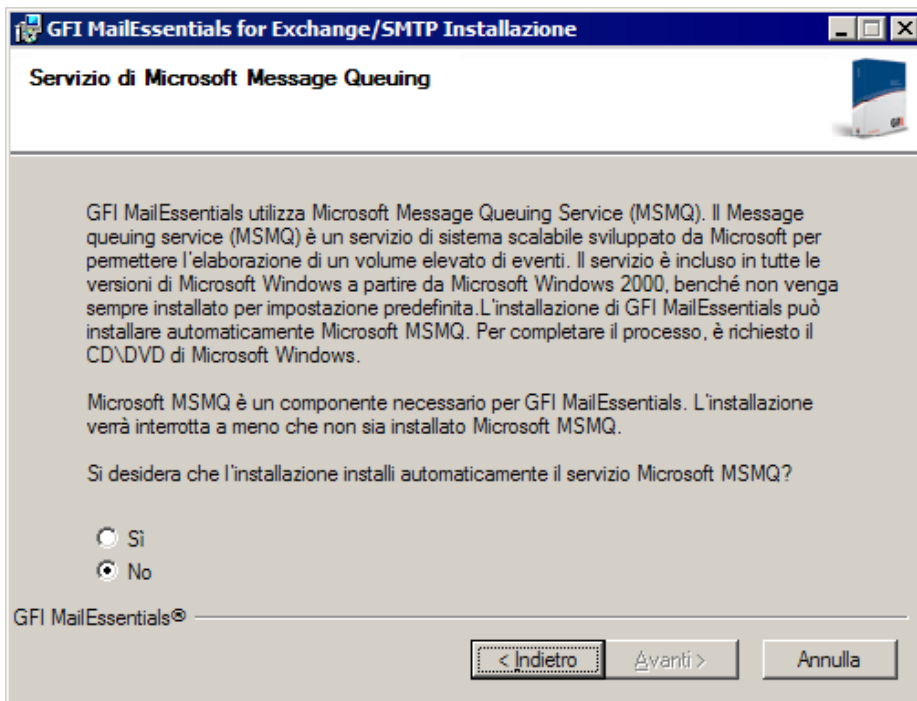 GFI MailEssentials for Exchange/SMTP Installazione
Servizio di Microsoft Message Queuing
GFI
GFI MailEssentials utilizza Microsoft Message Queuing Service (MSMQ). Il Message
queuing service (MSMQ) è un servizio di sistema scalabile sviluppato da Microsoft per
permettere l'elaborazione di un volume elevato di eventi. Il servizio è incluso in tutte le
versioni di Microsoft Windows a partire da Microsoft Windows 2000, benché non venga
sempre installato per impostazione predefinita.L'installazione di GFI MailEssentials può
installare automaticamente Microsoft MSMQ. Per completare il processo, è richiesto il
CD\DVD di Microsoft Windows.
Microsoft MSMQ è un componente necessario per GFI MailEssentials. L'installazione
verrà interrotta a meno che non sia installato Microsoft MSMQ.
Si desidera che l'installazione installi automaticamente il servizio Microsoft MSMQ?
Sì
No
GFI MailEssentials®
< Indietro
Avanti >
Annulla